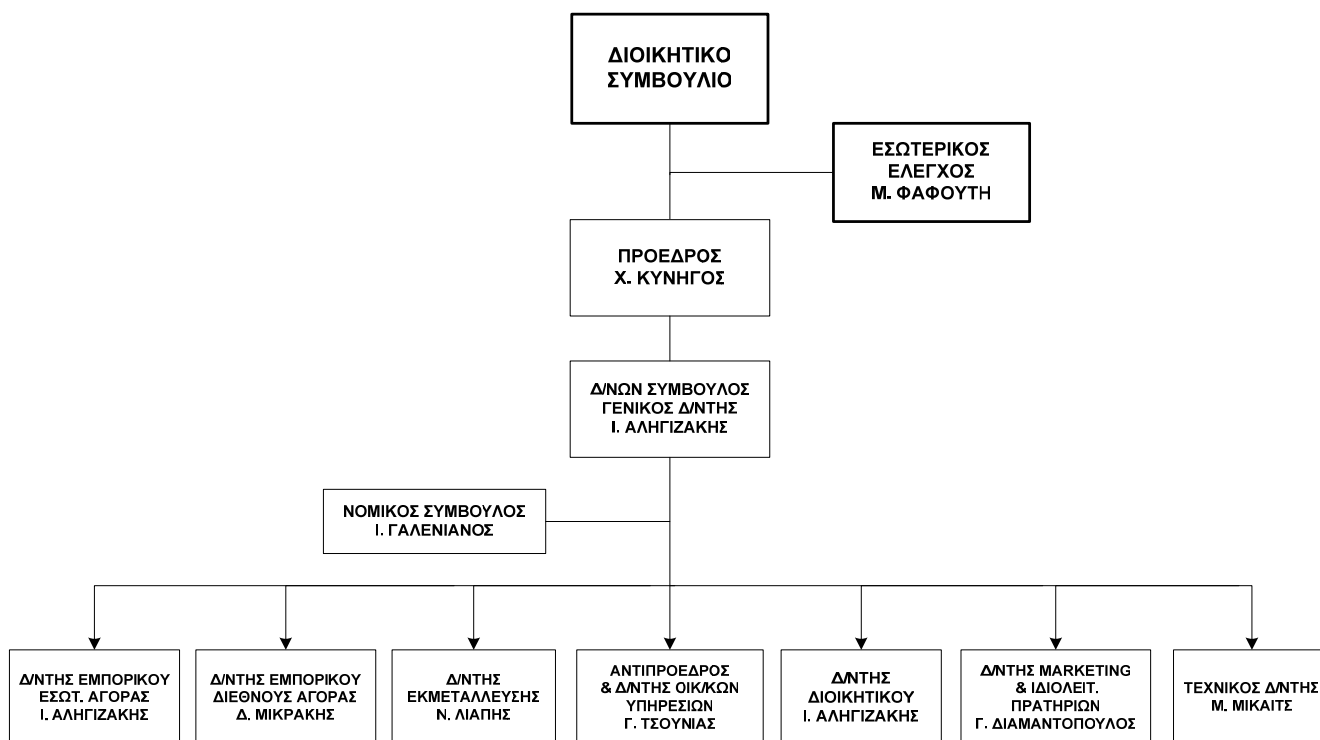 ΔΙΟΙΚΗΤΙΚΟ
ΣΥΜΒΟΥΛΙΟ
ΕΣΩΤΕΡΙΚΟΣ
ΕΛΕΓΧΟΣ
Μ. ΦΑΦΟΥΤΗ
ΠΡΟΕΔΡΟΣ
Χ. ΚΥΝΗΓΟΣ
Δ/ΝΩΝ ΣΥΜΒΟΥΛΟΣ
ΓΕΝΙΚΟΣ Δ/ΝΤΗΣ
Ι. ΑΛΗΓΙΖΑΚΗΣ
ΝΟΜΙΚΟΣ ΣΥΜΒΟΥΛΟΣ
Ι. ΓΑΛΕΝΙΑΝΟΣ
Δ/ΝΤΗΣ ΕΜΠΟΡΙΚΟΥ
ΕΣΩΤ. ΑΓΟΡΑΣ
Ι. ΑΛΗΓΙΖΑΚΗΣ
Δ/ΝΤΗΣ ΕΜΠΟΡΙΚΟΥ
ΔΙΕΘΝΟΥΣ ΑΓΟΡΑΣ
Δ. ΜΙΚΡΑΚΗΣ
Δ/ΝΤΗΣ
ΕΚΜΕΤΑΛΛΕΥΣΗΣ
Ν. ΛΙΑΠΗΣ
ΑΝΤΙΠΡΟΕΔΡΟΣ
& Δ/ΝΤΗΣ ΟΙΚ/ΚΩΝ
ΥΠΗΡΕΣΙΩΝ
Γ. ΤΣΟΥΝΙΑΣ
Δ/ΝΤΗΣ
ΔΙΟΙΚΗΤΙΚΟΥ
Ι. ΑΛΗΓΙΖΑΚΗΣ
Δ/ΝΤΗΣ MARKETING
& ΙΔΙΟΛΕΙΤ.
ΠΡΑΤΗΡΙΩΝ
Γ. ΔΙΑΜΑΝΤΟΠΟΥΛΟΣ
ΤΕΧΝΙΚΟΣ Δ/ΝΤΗΣ
Μ. ΜΙΚΑΙΤΣ